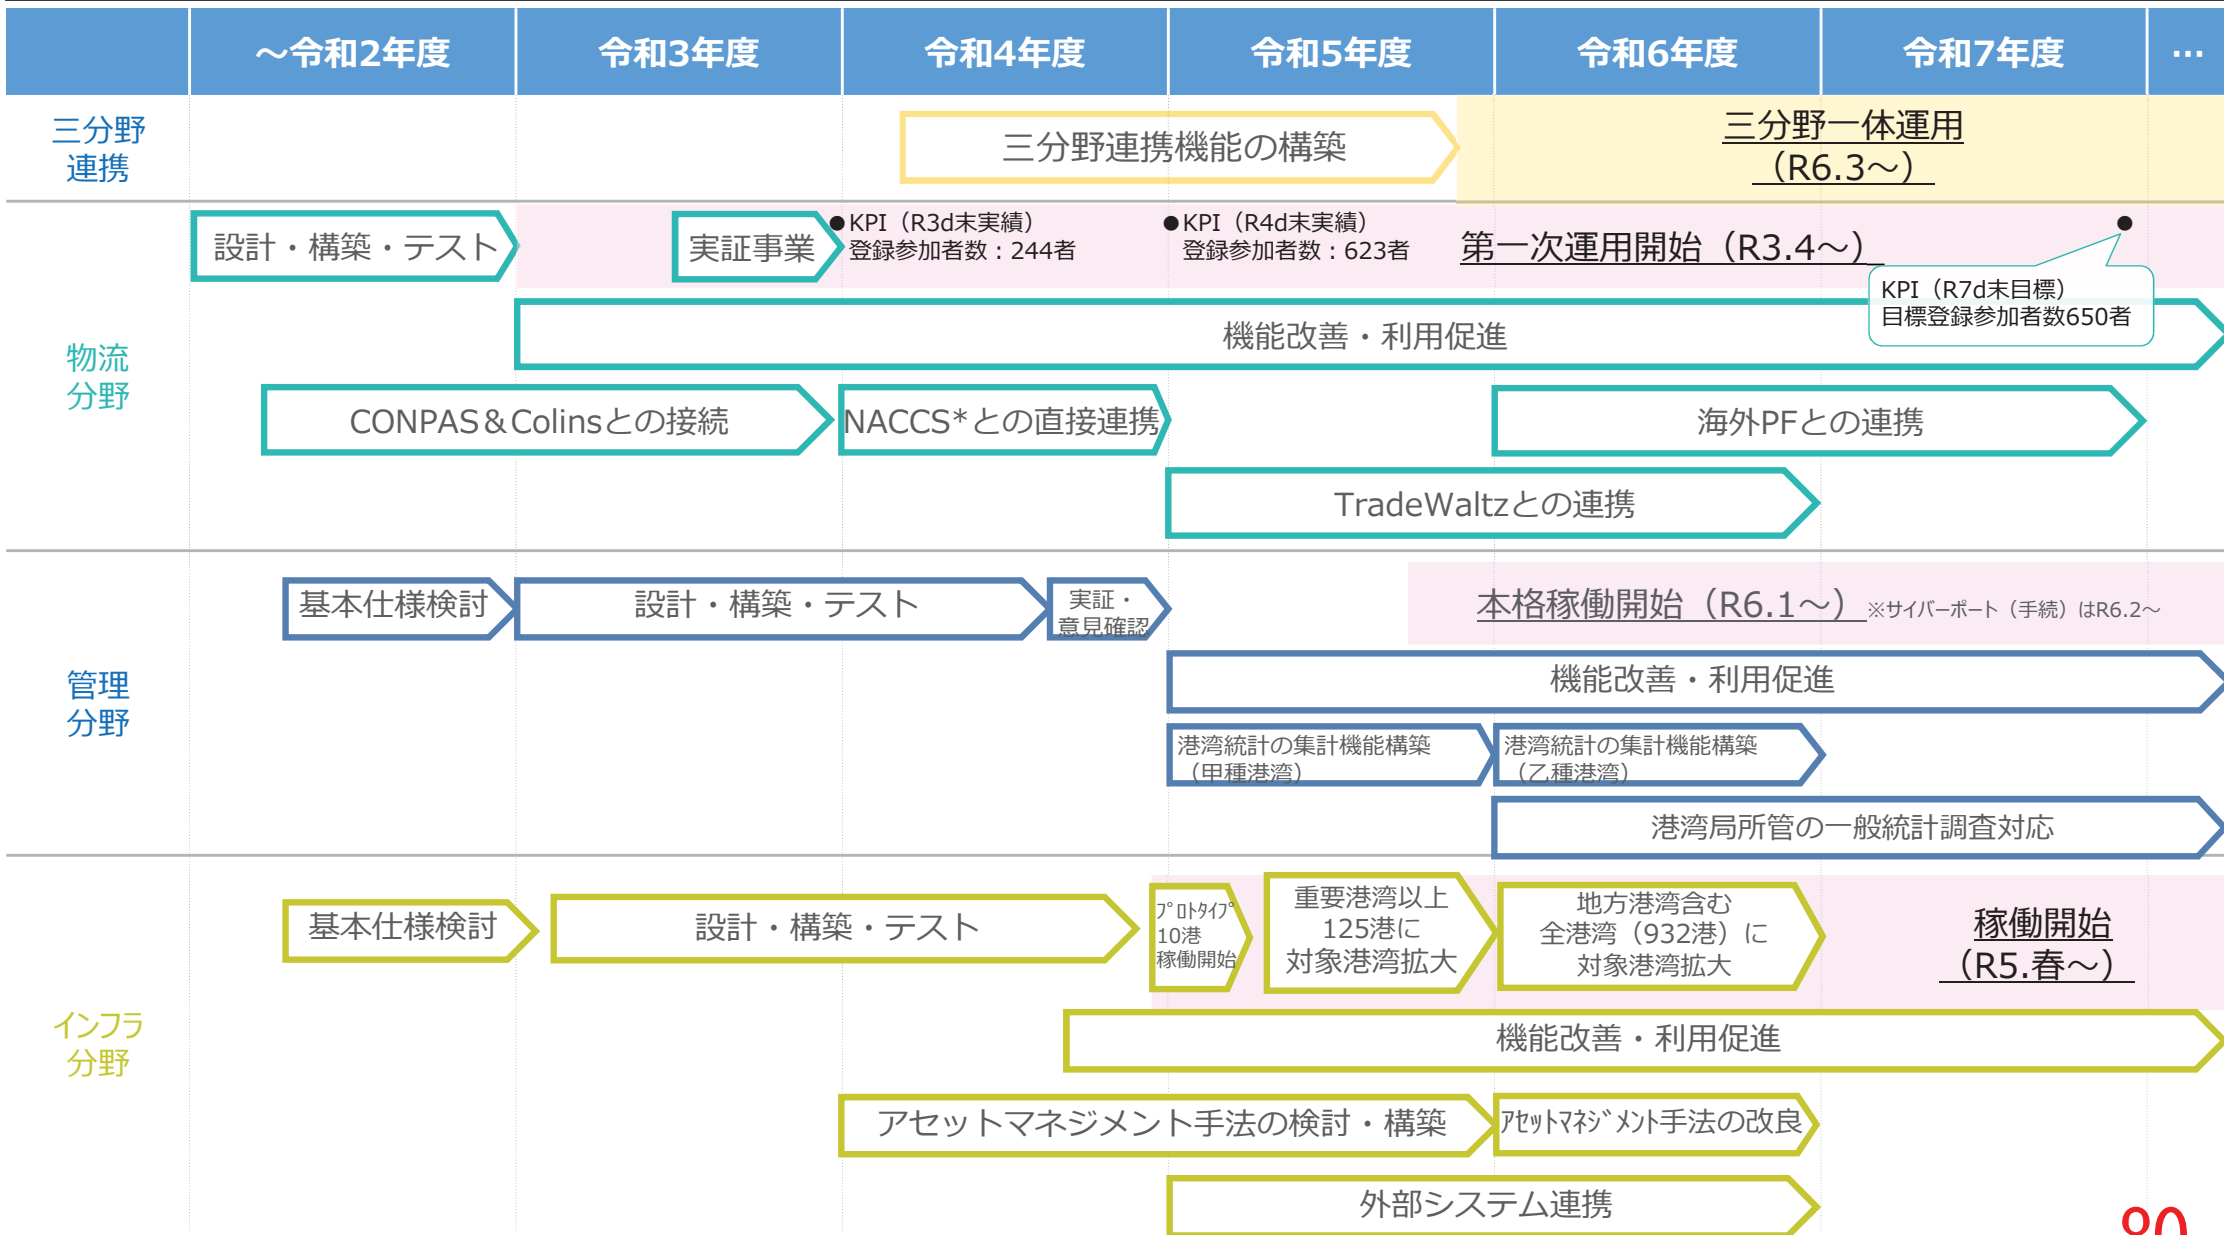 ～令和2年度
令和3年度
令和4年度
令和5年度
令和6年度
令和7年度
…
三分野
連携
三分野連携機能の構築
三分野一体運用
（R6.3～）
物流
分野
設計・構築・テスト
実証事業
●KPI（R3d末実績）
登録参加者数：244者
●KPI（R4d末実績）
登録参加者数：623者
第一次運用開始（R3.4～）
●
KPI（R7d末目標）
目標登録参加者数650者
機能改善・利用促進
CONPAS＆Colinsとの接続
NACCS*との直接連携
海外PFとの連携
TradeWaltzとの連携
管理
分野
基本仕様検討
設計・構築・テスト
実証・
意見確認
本格稼働開始（R6.1～）※サイバーポート（手続）はR6.2～
機能改善・利用促進
港湾統計の集計機能構築
（甲種港湾）
港湾統計の集計機能構築
（乙種港湾）
港湾局所管の一般統計調査対応
インフラ
分野
基本仕様検討
設計・構築・テスト
ﾌﾟﾛﾄﾀｲﾌﾟ
10港
稼働開始
重要港湾以上
125港に
対象港湾拡大
地方港湾含む
全港湾（932港）に
対象港湾拡大
稼働開始
（R5.春～）
機能改善・利用促進
アセットマネジメント手法の検討・構築
ｱｾｯﾄﾏﾈｼﾞﾒﾝﾄ手法の改良
外部システム連携